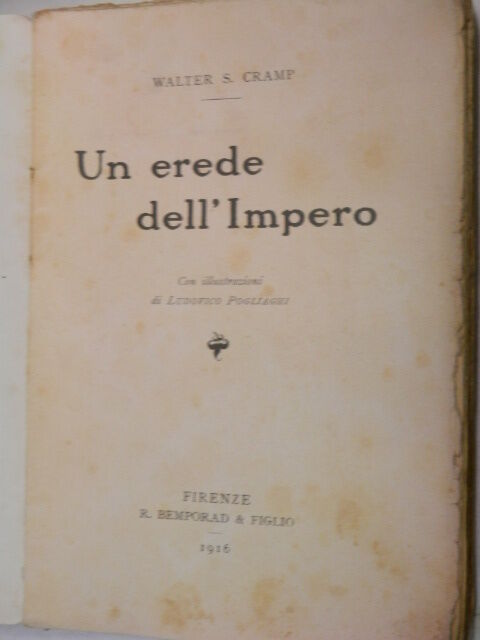 WALTER S. CRAMP
Un erede
dell'Impero
Con illustrazioni
di LUDOVICO POGLIAGHI
FIRENZE
R. BEMPORAD & FIGLIO
1916